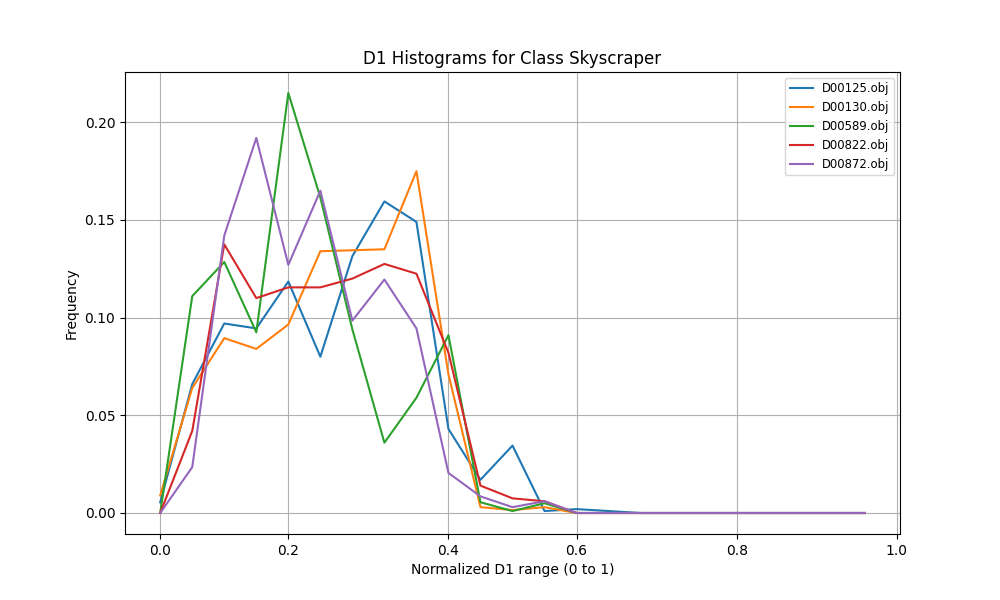 D1 Histograms for Class Skyscraper
D00125.obj
D00130.obj
D00589.obj
D00822.obj
D00872.obj
0.20
0.15
0.10
0.05
0.00
Frequency
0.0 0.2 0.4 0.6 0.8 1.0
Normalized D1 range (0 to 1)